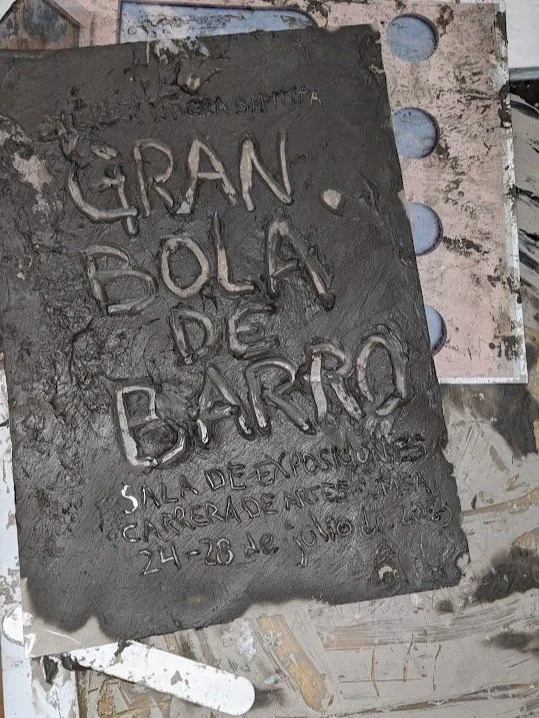 GRAN
BOLA
DE
BARRO
SALA DE EXPOSICIONES
CARRERA DE ARTES
24-28 de julio de